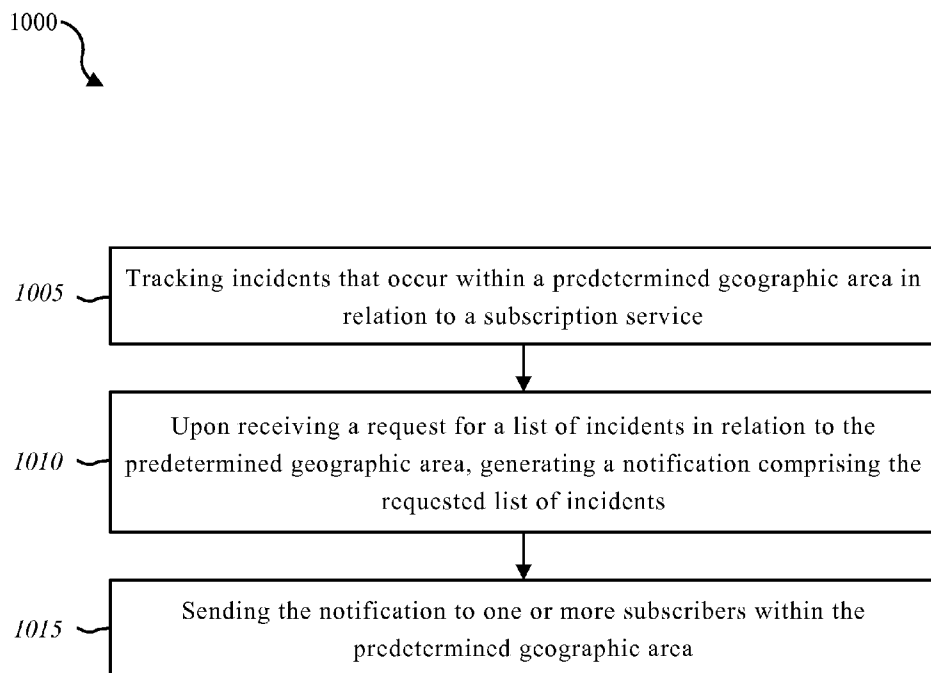 1000
Tracking incidents that occur within a predetermined geographic area in
1005
relation to a subscription service
Upon receiving a request for a list of incidents in relation to the
1010
predetermined geographic area, generating a notification comprising the
requested list of incidents
Sending the notification to one or more subscribers within the
1015
predetermined geographic area